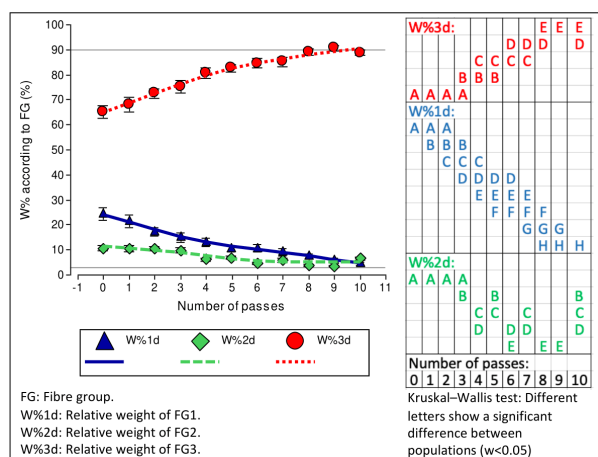 W% according to FG (%)
100
90
80
70
60
50
40
30
20
10
0
-1 0 1 2 3 4 5 6 7 8 9 10 11
Number of passes
W%1d W%2d W%3d
FG: Fibre group.
W%1d: Relative weight of FG1.
W%2d: Relative weight of FG2.
W%3d: Relative weight of FG3.
W%3d: E E E
D D D D
C C C C
B B B
A A A A
W%1d:
A A A
B B B
C C C
D D D D
E E E E
F F F F
G G G
H H H
W%2d:
A A A A
B B B
C C C C
D D D D
E E E
Number of passes:
0 1 2 3 4 5 6 7 8 9 10
Kruskal–Wallis test: Different
letters show a significant
difference between
populations (w<0.05)